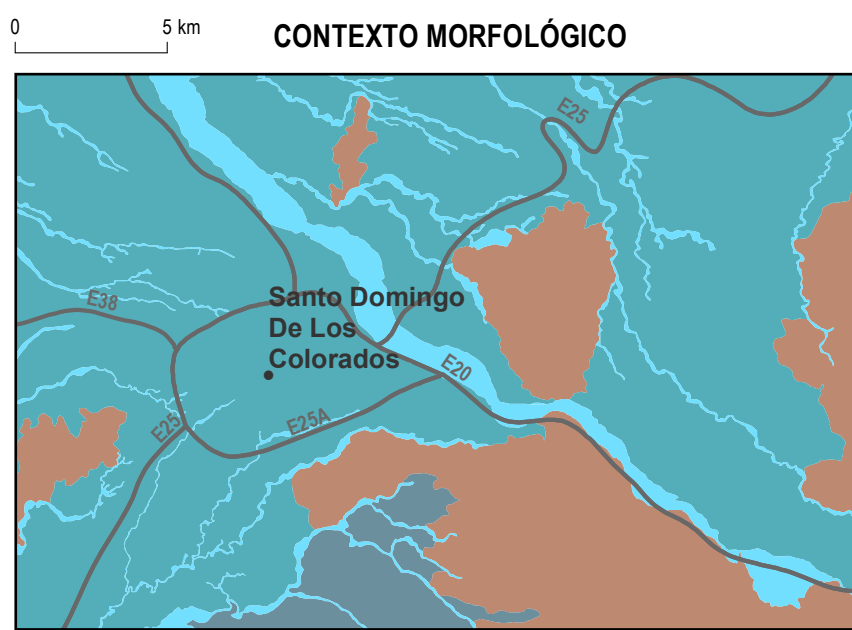 0
5 km
CONTEXTO MORFOLÓGICO
E25
E38
Santo Domingo
De Los
Colorados
E20
E25A
E25